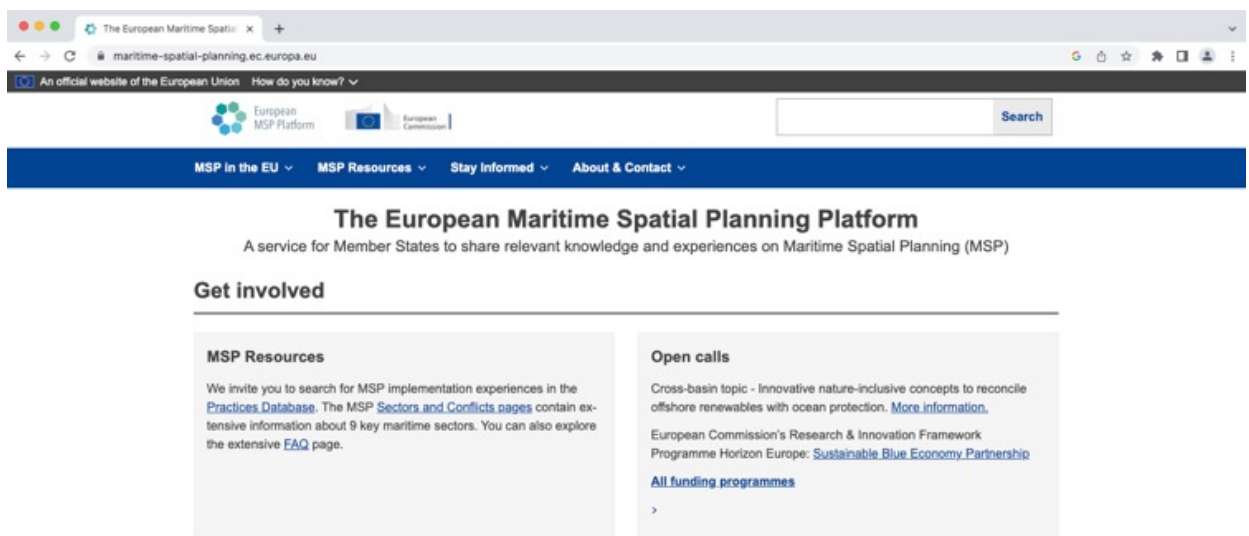 The European Maritime Spatia
maritime-spatial-planning.ec.europa.eu
An official website of the European Union How do you know?
European
MSP Platform
European
Commission
Search
MSP in the EU
MSP Resources
Stay Informed
About & Contact
The European Maritime Spatial Planning Platform
A service for Member States to share relevant knowledge and experiences on Maritime Spatial Planning (MSP)
Get involved
MSP Resources
We invite you to search for MSP implementation experiences in the
Practices Database. The MSP Sectors and Conflicts pages contain ex-
tensive information about 9 key maritime sectors. You can also explore
the extensive FAQ page.
Open calls
Cross-basin topic - Innovative nature-inclusive concepts to reconcile
offshore renewables with ocean protection. More information.
European Commission's Research & Innovation Framework
Programme Horizon Europe: Sustainable Blue Economy Partnership
All funding programmes